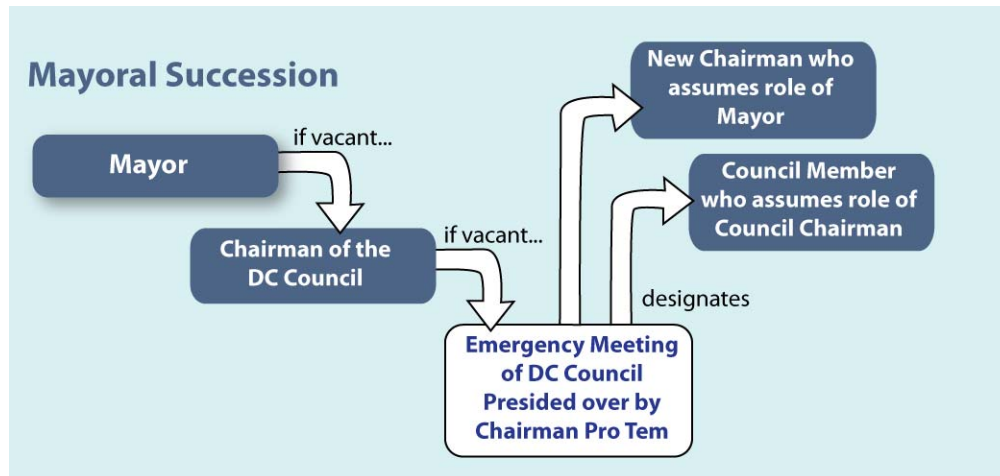 Mayoral Succession
Mayor
if vacant...
Chairman of the
DC Council
if vacant...
Emergency Meeting
of DC Council
Presided over by
Chairman Pro Tem
designates
New Chairman who
assumes role of
Mayor
Council Member
who assumes role of
Council Chairman